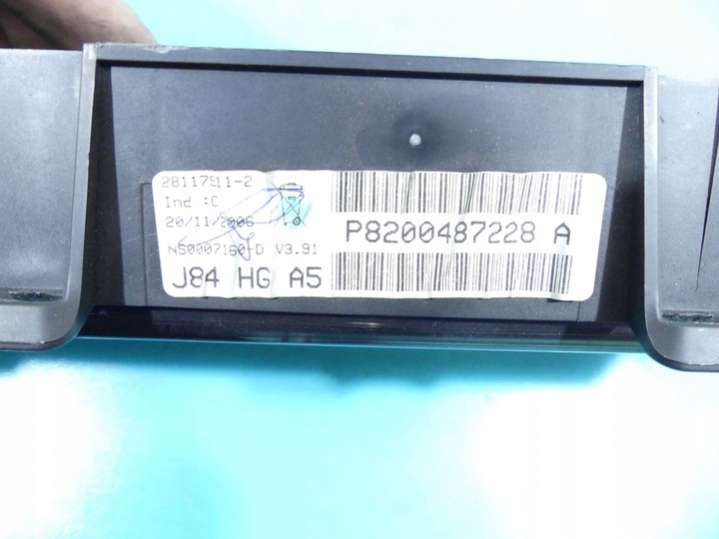 28117911-2
Ind :C
20/11/2006
N50007160-D V3.91
J84 HG A5
P8200487228 A